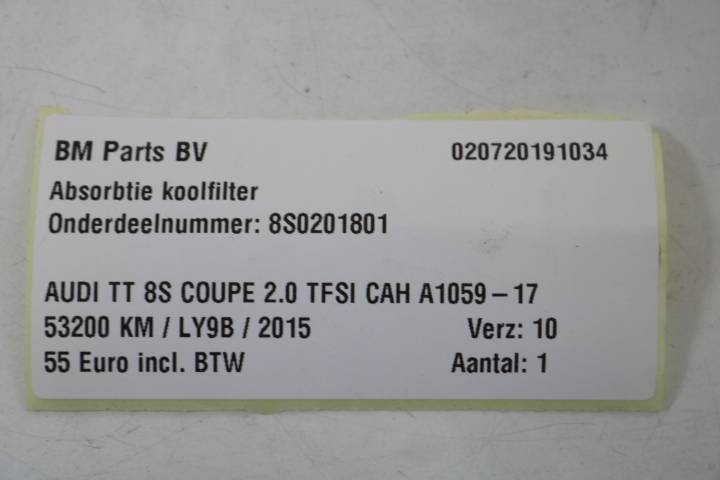 BM Parts BV 020720191034
Absorbtie koolfilter
Onderdeelnummer: 8S0201801
AUDI TT 8S COUPE 2.0 TFSI CAH A1059-17
53200 KM / LY9B / 2015 Verz: 10
55 Euro incl. BTW Aantal: 1